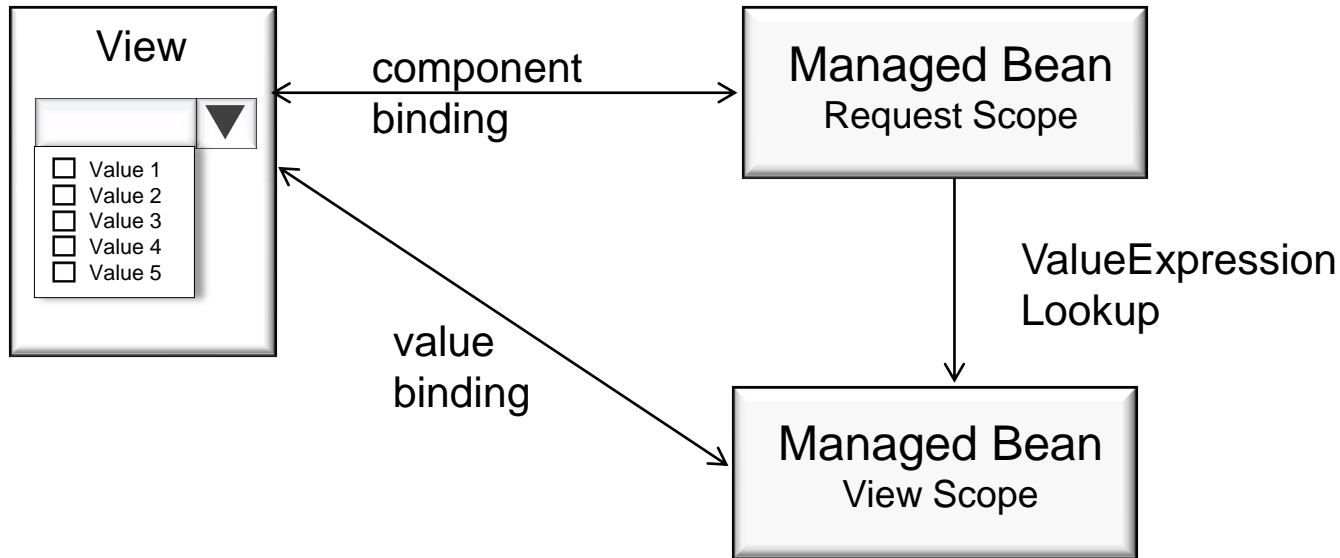 View
Value 1
Value 2
Value 3
Value 4
Value 5
component
binding
Managed Bean
Request Scope
ValueExpression
Lookup
value
binding
Managed Bean
View Scope